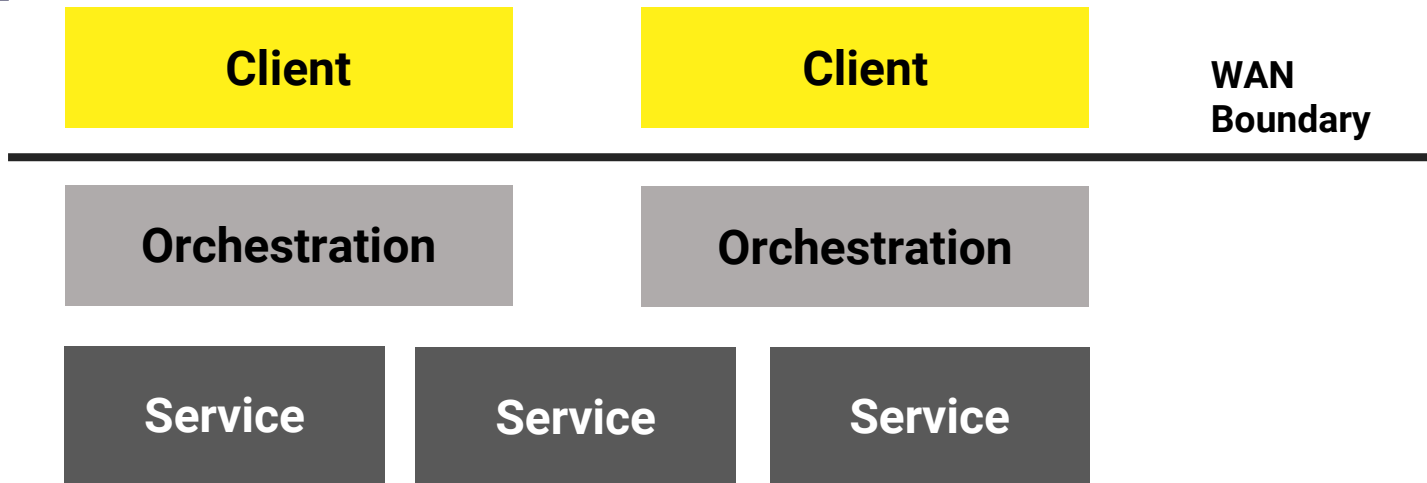 Client
Client
WAN
Boundary
Orchestration
Orchestration
Service
Service
Service